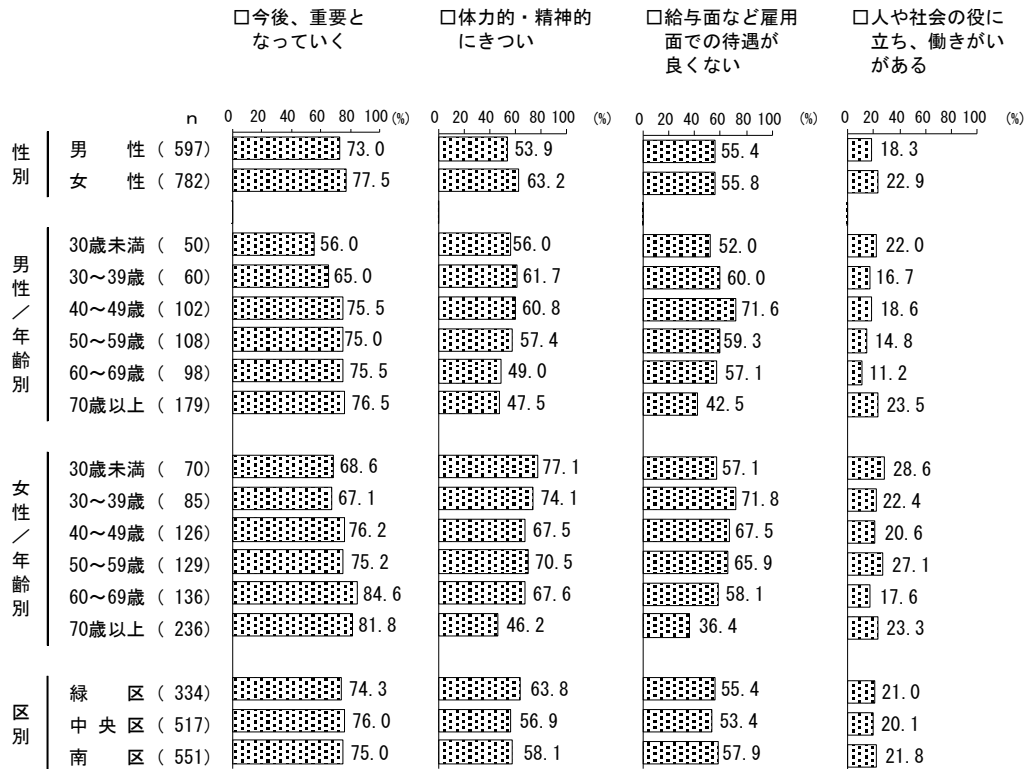 □今後、重要と
なっていく
□体力的・精神的
にきつい
□給与面など雇用
面での待遇が
良くない
□人や社会の役に
立ち、働きがい
がある
n 0 20 40 60 80 100 (%) 0 20 40 60 80 100 (%) 0 20 40 60 80 100 (%) 0 20 40 60 80 100 (%)
性別
男性 ( 597) 73.0 53.9 55.4 18.3
女性 ( 782) 77.5 63.2 55.8 22.9
男性/年齢別
30歳未満 ( 50) 56.0 56.0 52.0 22.0
30〜39歳 ( 60) 65.0 61.7 60.0 16.7
40〜49歳 ( 102) 75.5 60.8 71.6 18.6
50〜59歳 ( 108) 75.0 57.4 59.3 14.8
60〜69歳 ( 98) 75.5 49.0 57.1 11.2
70歳以上 ( 179) 76.5 47.5 42.5 23.5
女性/年齢別
30歳未満 ( 70) 68.6 77.1 57.1 28.6
30〜39歳 ( 85) 67.1 74.1 71.8 22.4
40〜49歳 ( 126) 76.2 67.5 67.5 20.6
50〜59歳 ( 129) 75.2 70.5 65.9 27.1
60〜69歳 ( 136) 84.6 67.6 58.1 17.6
70歳以上 ( 236) 81.8 46.2 36.4 23.3
区別
緑区 ( 334) 74.3 63.8 55.4 21.0
中央区 ( 517) 76.0 56.9 53.4 20.1
南区 ( 551) 75.0 58.1 57.9 21.8